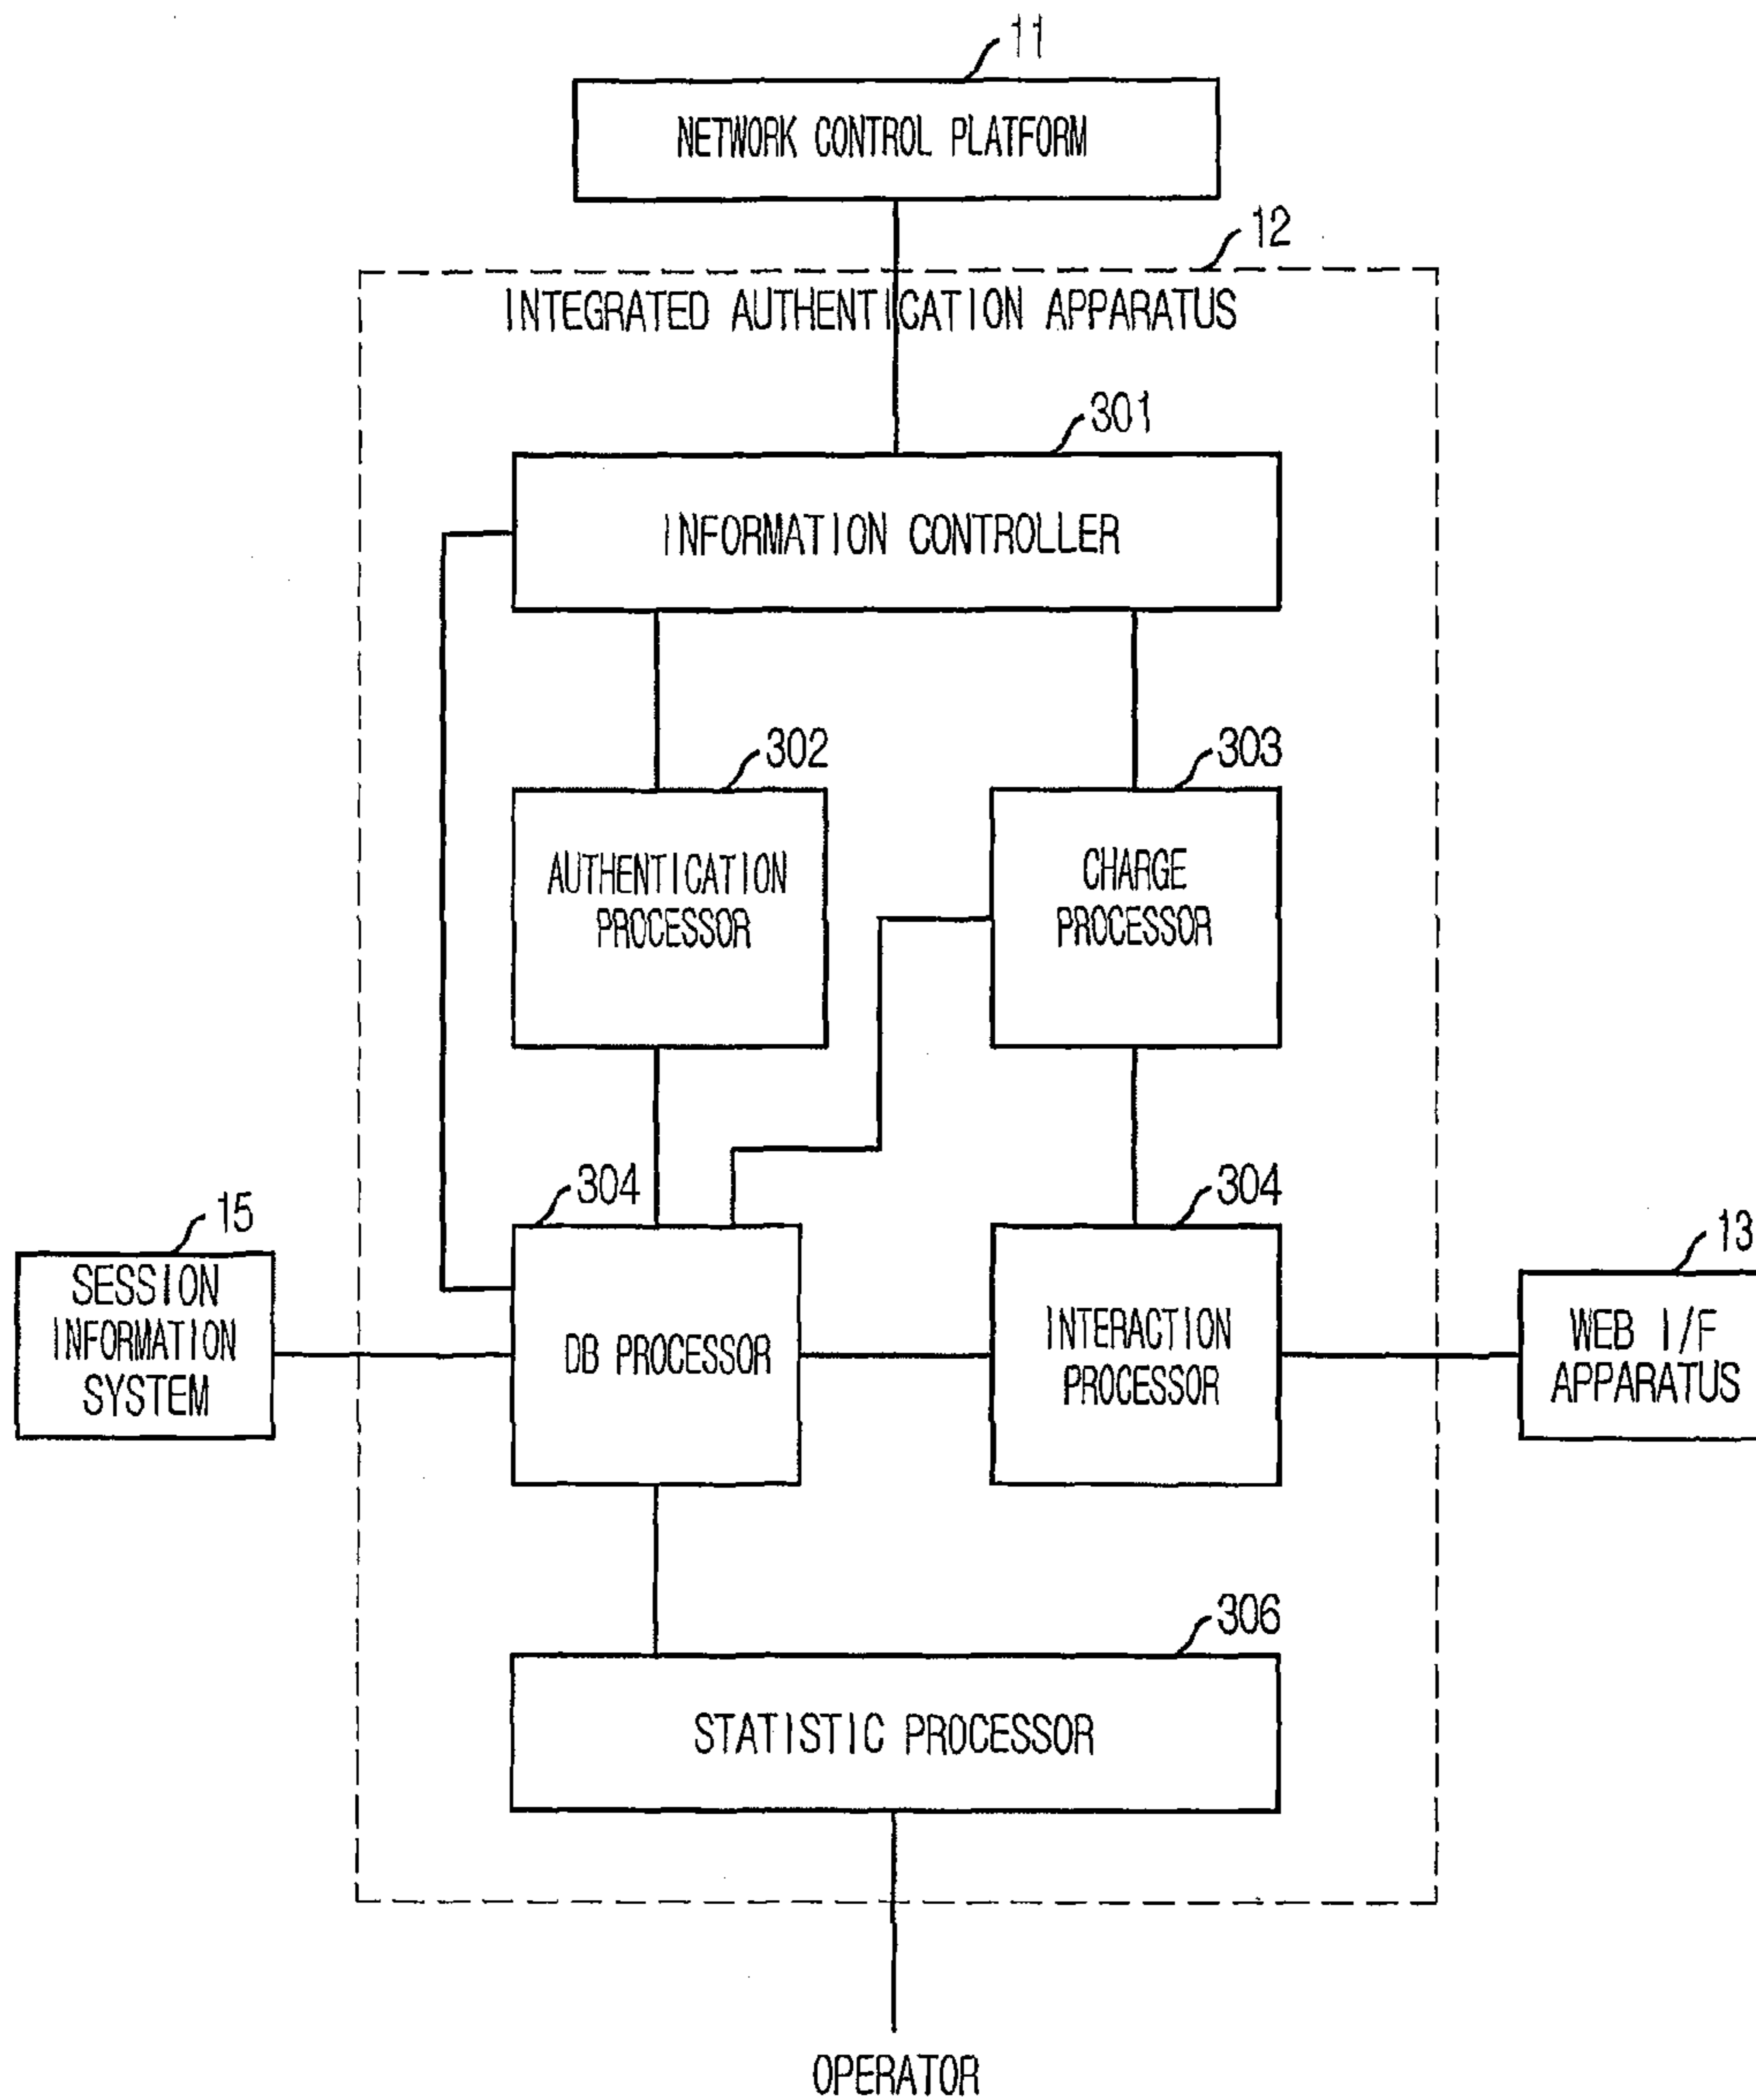 11
NETWORK CONTROL PLATFORM
12
INTEGRATED AUTHENTICATION APPARATUS
301
INFORMATION CONTROLLER
302
303
AUTHENTICATION
PROCESSOR
CHARGE
PROCESSOR
304
304
15
13
SESSION
INFORMATION
SYSTEM
DB PROCESSOR
INTERACTION
PROCESSOR
WEB I/F
APPARATUS
306
STATISTIC PROCESSOR
OPERATOR